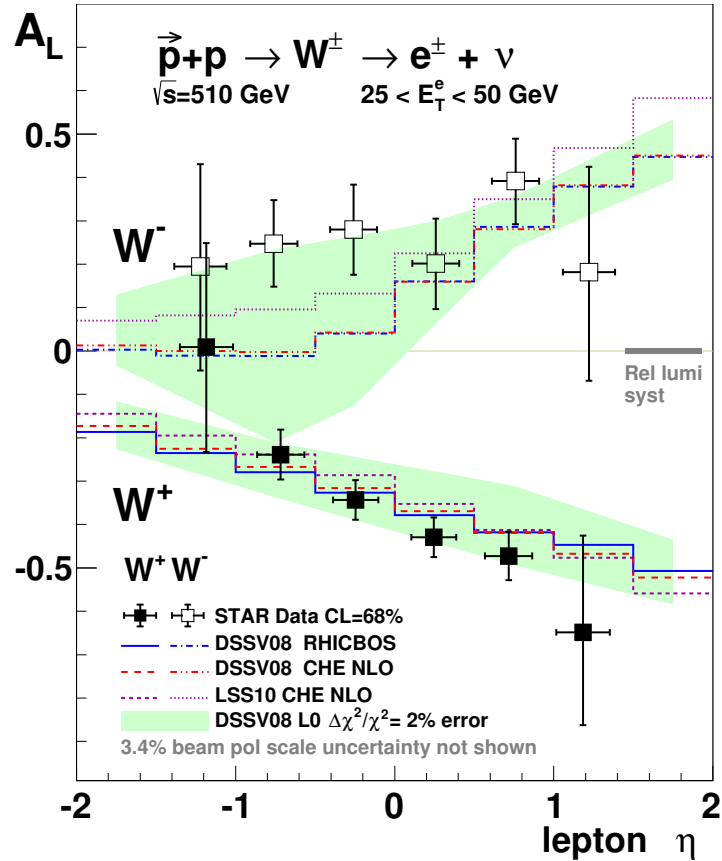 A_L
p+p → W± → e± + ν
√s=510 GeV 25 < E_T^e < 50 GeV
0.5
W-
0
Rel lumi
syst
W+
-0.5
W+ W-
STAR Data CL=68%
DSSV08 RHICBOS
DSSV08 CHE NLO
LSS10 CHE NLO
DSSV08 L0 Δχ²/χ²= 2% error
3.4% beam pol scale uncertainty not shown
-2 -1 0 1 2
lepton η